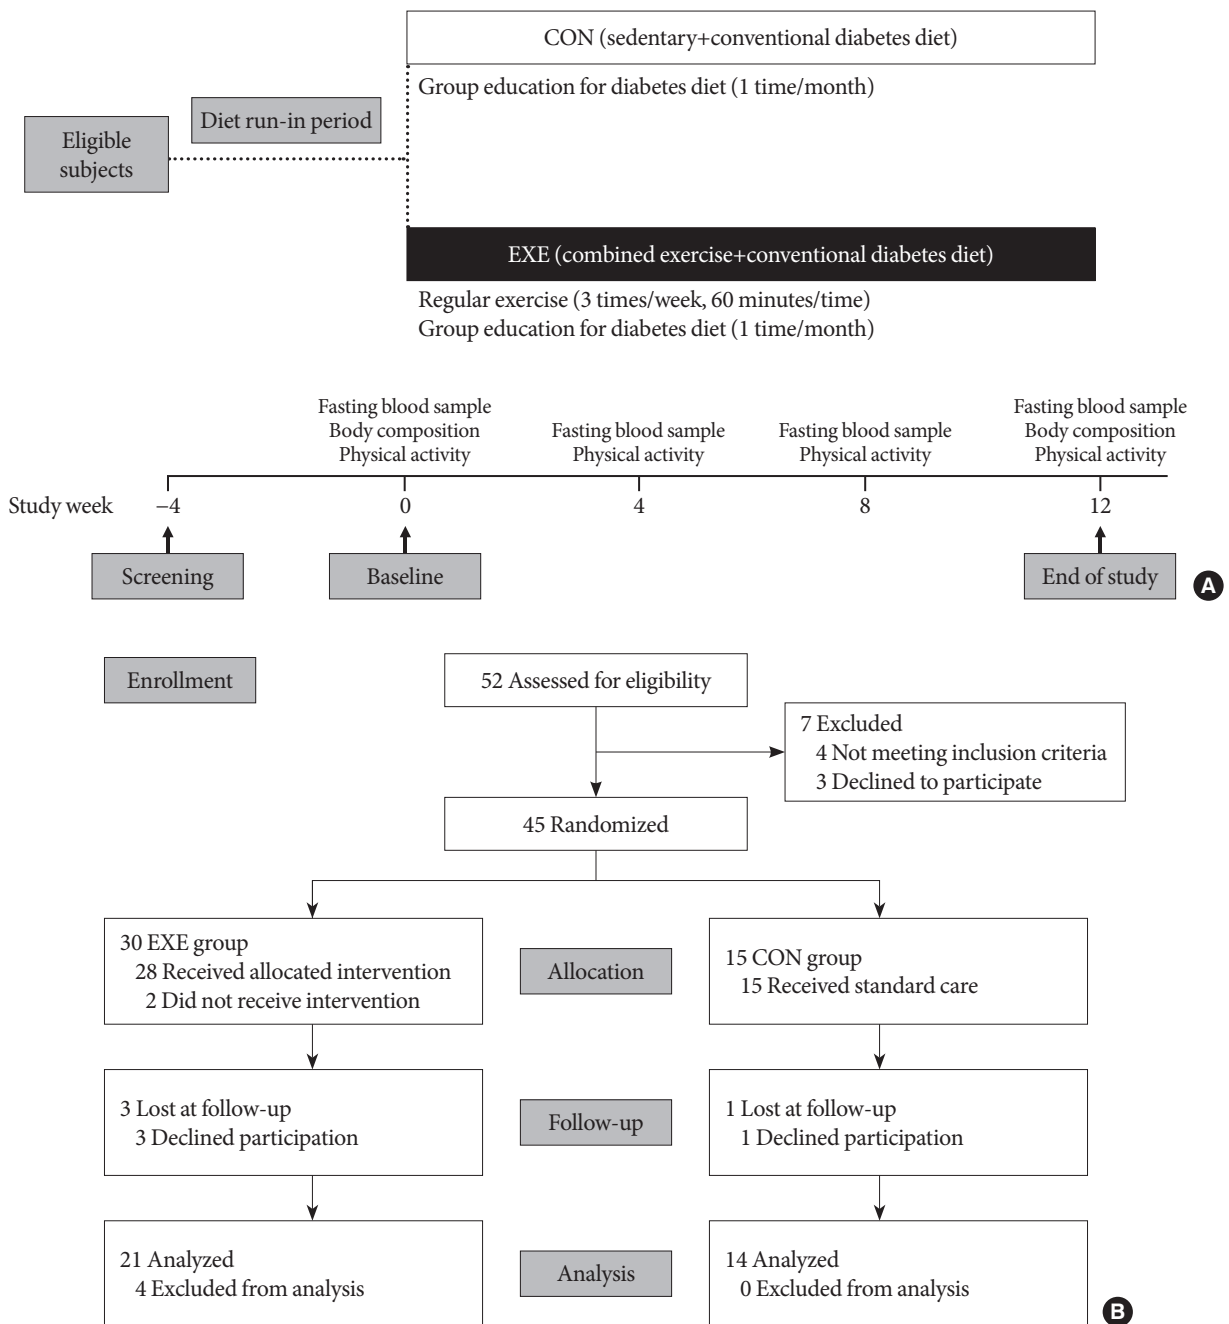 CON (sedentary+conventional diabetes diet)
Group education for diabetes diet (1 time/month)
Diet run-in period
Eligible
subjects
EXE (combined exercise+conventional diabetes diet)
Regular exercise (3 times/week, 60 minutes/time)
Group education for diabetes diet (1 time/month)
Fasting blood sample
Body composition
Physical activity
Fasting blood sample
Physical activity
Fasting blood sample
Physical activity
Fasting blood sample
Body composition
Physical activity
Study week −4 0 4 8 12
Screening
Baseline
End of study
A
Enrollment
52 Assessed for eligibility
7 Excluded
4 Not meeting inclusion criteria
3 Declined to participate
45 Randomized
30 EXE group
28 Received allocated intervention
2 Did not receive intervention
Allocation
15 CON group
15 Received standard care
3 Lost at follow-up
3 Declined participation
Follow-up
1 Lost at follow-up
1 Declined participation
21 Analyzed
4 Excluded from analysis
Analysis
14 Analyzed
0 Excluded from analysis
B